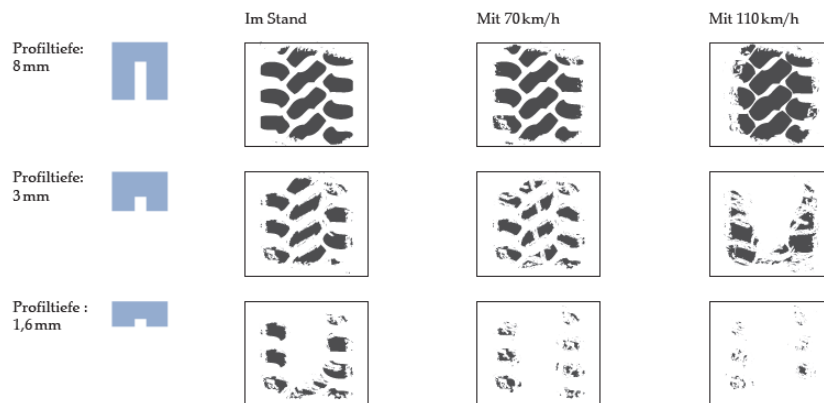 Im Stand
Mit 70 km/h
Mit 110 km/h
Profiltiefe:
8 mm
Profiltiefe:
3 mm
Profiltiefe :
1,6 mm